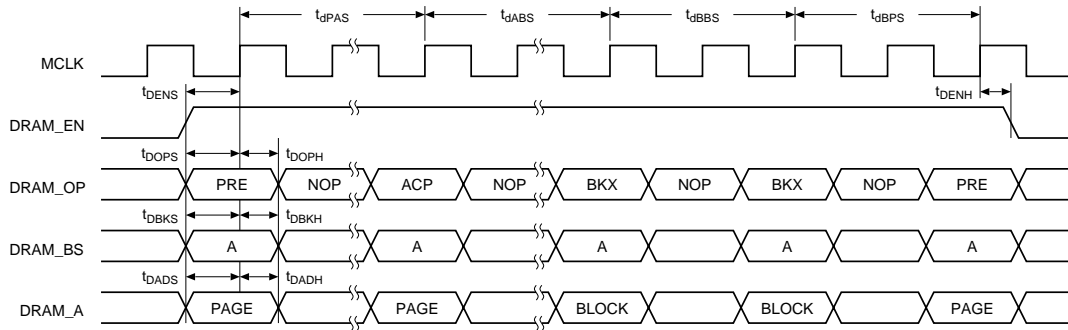 tdPAS tdABS tdBBS tdBPS
MCLK
tDENS tDENH
DRAM_EN
tDOPS tDOPH
DRAM_OP PRE NOP ACP NOP BKX NOP BKX NOP PRE
tDBKS tDBKH
DRAM_BS A A A A A
tDADS tDADH
DRAM_A PAGE PAGE BLOCK BLOCK PAGE